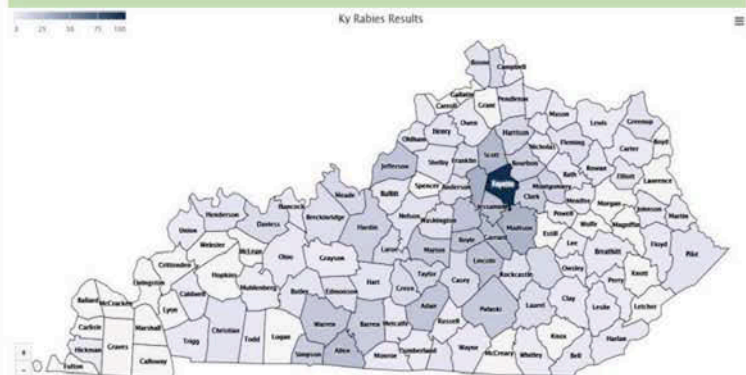 Ky Rabies Results
0 25 50 75 100
Boone
Campbell
Gallatin
Carroll
Grant
Pendleton
Owen
Mason
Lewis
Greenup
Henry
Oldham
Harrison
Boyd
Nicholas
Fleming
Carter
Scott
Shelby
Franklin
Bourbon
Rowan
Jefferson
Bath
Elliott
Lawrence
Fayette
Bullitt
Spencer
Anderson
Clark
Montgomery
Menifee
Morgan
Johnson
Martin
Meade
Jessamine
Powell
Hancock
Nelson
Washington
Madison
Wolfe
Magoffin
Henderson
Daviess
Breckinridge
Hardin
Estill
Lee
Union
Boyle
Garrard
Breathitt
Floyd
Pike
Webster
McLean
Larue
Marion
Ohio
Grayson
Lincoln
Owsley
Knott
Crittenden
Hopkins
Taylor
Rockcastle
Perry
Livingston
Muhlenberg
Butler
Edmonson
Hart
Green
Casey
Ballard
McCracken
Caldwell
Adair
Pulaski
Laurel
Clay
Leslie
Letcher
Lyon
Warren
Barren
Metcalfe
Russell
Carlisle
Marshall
Christian
Harlan
Hickman
Graves
Trigg
Todd
Logan
Simpson
Allen
Monroe
Cumberland
Wayne
McCreary
Whitley
Knox
Bell
Fulton
Calloway
+
−